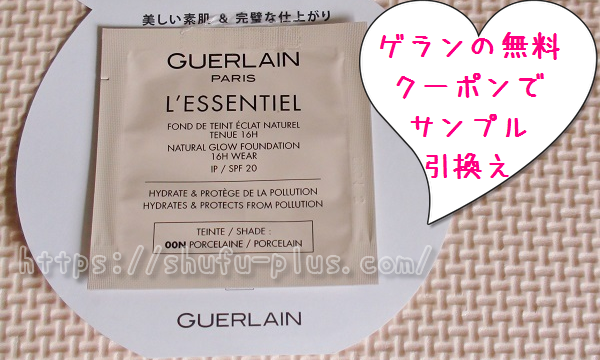 美しい素肌 & 完璧な仕上がり
GUERLAIN
PARIS
L'ESSENTIEL
FOND DE TEINT ÉCLAT NATUREL
TENUE 16H
NATURAL GLOW FOUNDATION
16H WEAR
IP / SPF 20
HYDRATE & PROTÈGE DE LA POLLUTION
HYDRATES & PROTECTS FROM POLLUTION
TEINTE / SHADE :
00N PORCELAINE / PORCELAIN
https://shufu-plus.com/
GUERLAIN
ゲランの無料
クーポンで
サンプル
引換え